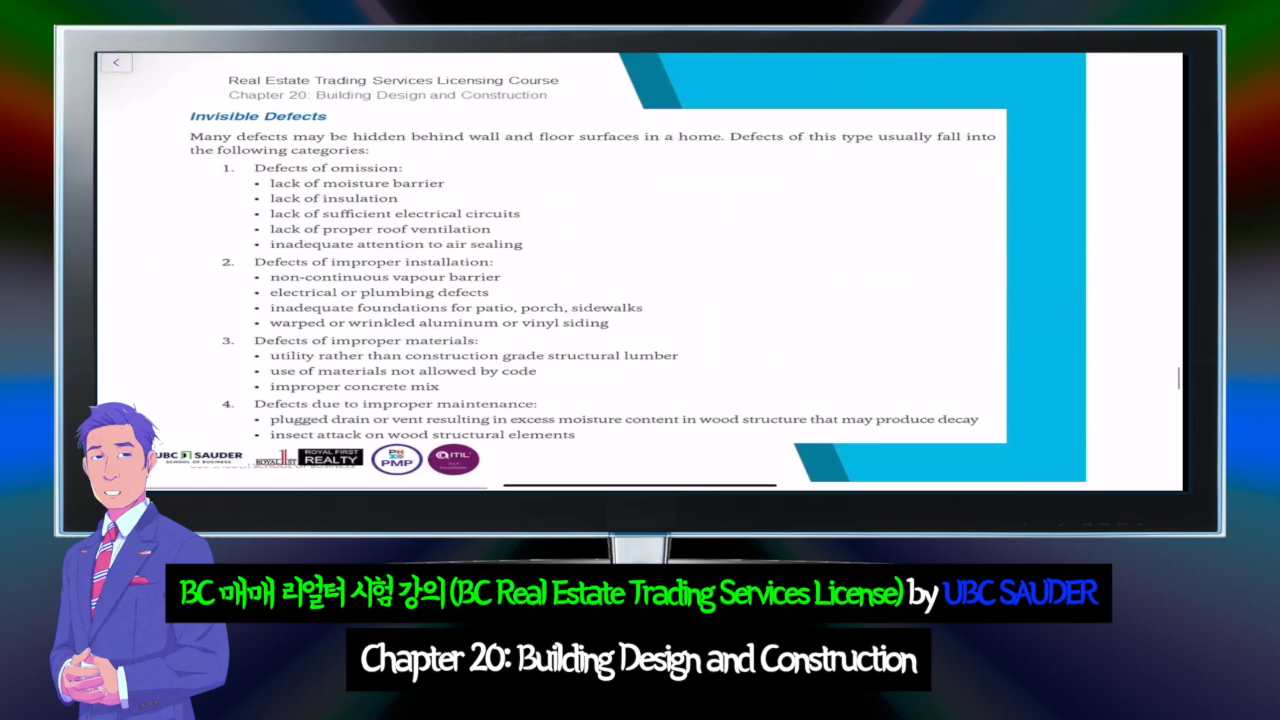 <
Real Estate Trading Services Licensing Course
Chapter 20: Building Design and Construction
Invisible Defects
Many defects may be hidden behind wall and floor surfaces in a home. Defects of this type usually fall into
the following categories:
1. Defects of omission:
• lack of moisture barrier
• lack of insulation
• lack of sufficient electrical circuits
• lack of proper roof ventilation
• inadequate attention to air sealing
2. Defects of improper installation:
• non-continuous vapour barrier
• electrical or plumbing defects
• inadequate foundations for patio, porch, sidewalks
• warped or wrinkled aluminum or vinyl siding
3. Defects of improper materials:
• utility rather than construction grade structural lumber
• use of materials not allowed by code
• improper concrete mix
4. Defects due to improper maintenance:
• plugged drain or vent resulting in excess moisture content in wood structure that may produce decay
• insect attack on wood structural elements
UBC SAUDER
SCHOOL OF BUSINESS
ROYAL 1st
ROYAL FIRST
REALTY
PMP
ITIL
BC 매매 리얼터 시험 강의 (BC Real Estate Trading Services License) by UBC SAUDER
Chapter 20: Building Design and Construction